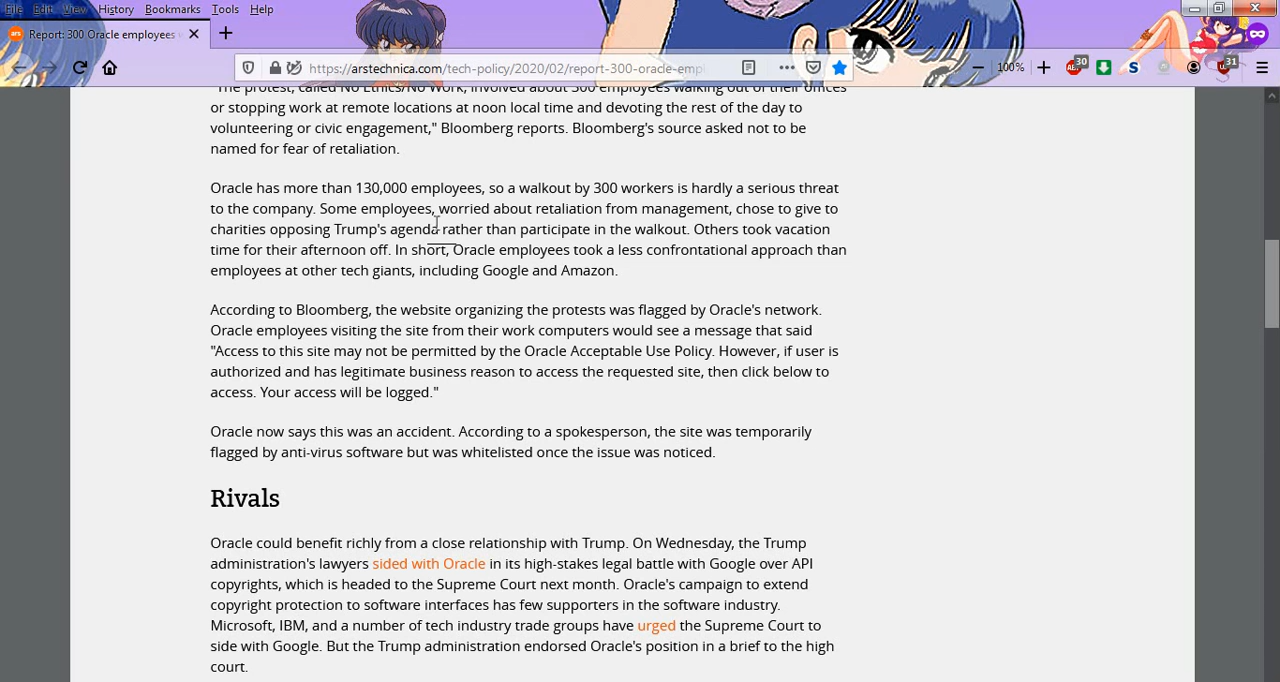 File Edit View History Bookmarks Tools Help
Report: 300 Oracle employees
https://arstechnica.com/tech-policy/2020/02/report-300-oracle-empl
100%
30
31
"The protest, called No Ethics/No Work, involved about 300 employees walking out of their offices
or stopping work at remote locations at noon local time and devoting the rest of the day to
volunteering or civic engagement," Bloomberg reports. Bloomberg's source asked not to be
named for fear of retaliation.
Oracle has more than 130,000 employees, so a walkout by 300 workers is hardly a serious threat
to the company. Some employees, worried about retaliation from management, chose to give to
charities opposing Trump's agenda rather than participate in the walkout. Others took vacation
time for their afternoon off. In short, Oracle employees took a less confrontational approach than
employees at other tech giants, including Google and Amazon.
According to Bloomberg, the website organizing the protests was flagged by Oracle's network.
Oracle employees visiting the site from their work computers would see a message that said
"Access to this site may not be permitted by the Oracle Acceptable Use Policy. However, if user is
authorized and has legitimate business reason to access the requested site, then click below to
access. Your access will be logged."
Oracle now says this was an accident. According to a spokesperson, the site was temporarily
flagged by anti-virus software but was whitelisted once the issue was noticed.
Rivals
Oracle could benefit richly from a close relationship with Trump. On Wednesday, the Trump
administration's lawyers sided with Oracle in its high-stakes legal battle with Google over API
copyrights, which is headed to the Supreme Court next month. Oracle's campaign to extend
copyright protection to software interfaces has few supporters in the software industry.
Microsoft, IBM, and a number of tech industry trade groups have urged the Supreme Court to
side with Google. But the Trump administration endorsed Oracle's position in a brief to the high
court.